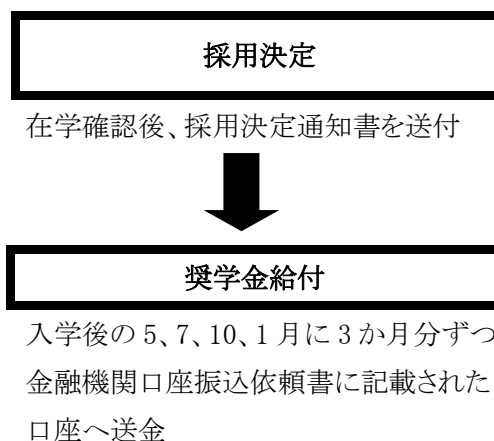 採用決定
在学確認後、採用決定通知書を送付
奨学金給付
入学後の 5、7、10、1 月に 3 か月分ずつ
金融機関口座振込依頼書に記載された
口座へ送金